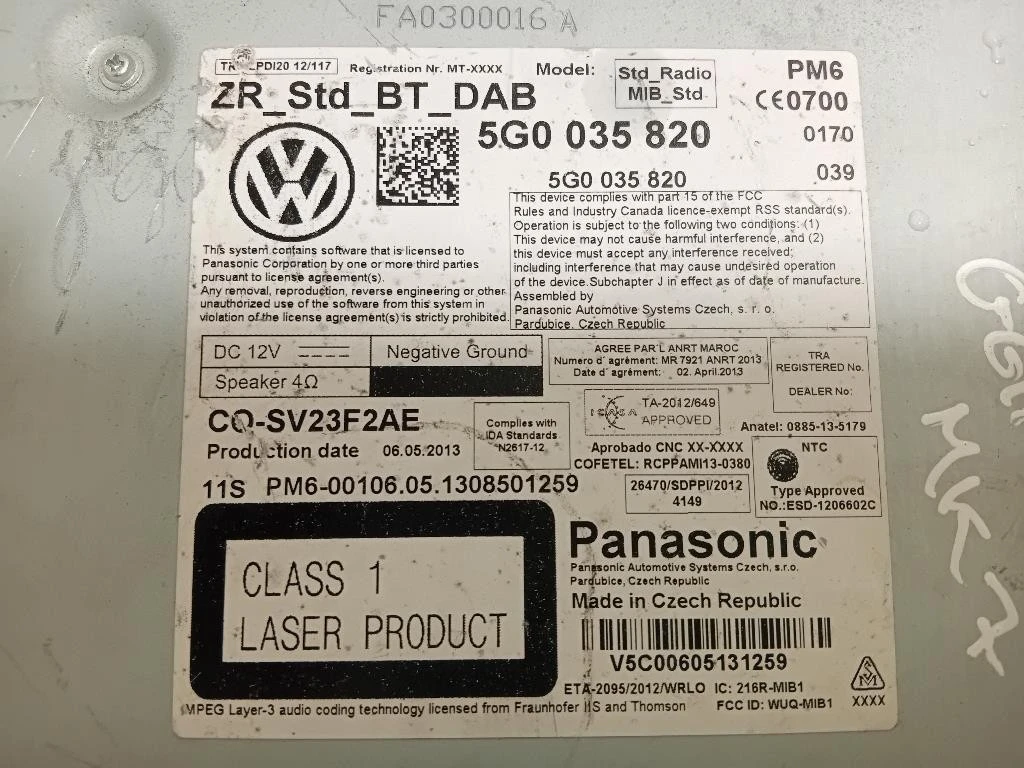 FA0300016 A
PDI20 12/117
Registration Nr. MT-XXXX
Model:
Std_Radio
MIB_Std
PM6
ZR_Std_BT_DAB
CE0700
5G0 035 820
0170
5G0 035 820
039
This device complies with part 15 of the FCC
Rules and Industry Canada licence-exempt RSS standard(s).
Operation is subject to the following two conditions: (1)
This device may not cause harmful interference, and (2)
this device must accept any interference received;
including interference that may cause undesired operation
of the device.Subchapter J in effect as of date of manufacture.
Assembled by
Panasonic Automotive Systems Czech, s. r. o.
Pardubice, Czech Republic
This system contains software that is licensed to
Panasonic Corporation by one or more third parties
pursuant to license agreement(s).
Any removal, reproduction, reverse engineering or other
unauthorized use of the software from this system in
violation of the license agreement(s) is strictly prohibited.
DC 12V
Negative Ground
Speaker 4Ω
AGREE PAR L'ANRT MAROC
Numero d´ agrément: MR 7921 ANRT 2013
Date d´ agrément: 02. April.2013
TRA
REGISTERED No.
DEALER No:
CQ-SV23F2AE
Complies with
IDA Standards
N2617-12
ICASA
TA-2012/649
APPROVED
Anatel: 0885-13-5179
Production date 06.05.2013
Aprobado CNC XX-XXXX
COFETEL: RCPPAMI13-0380
NTC
Type Approved
NO.:ESD-1206602C
11S PM6-00106.05.1308501259
26470/SDPPI/2012
4149
CLASS 1
LASER PRODUCT
Panasonic
Panasonic Automotive Systems Czech, s.r.o.
Pardubice, Czech Republic
Made in Czech Republic
V5C00605131259
ETA-2095/2012/WRLO IC: 216R-MIB1
MPEG Layer-3 audio coding technology licensed from Fraunhofer IIS and Thomson
FCC ID: WUQ-MIB1
XXXX
MK 7